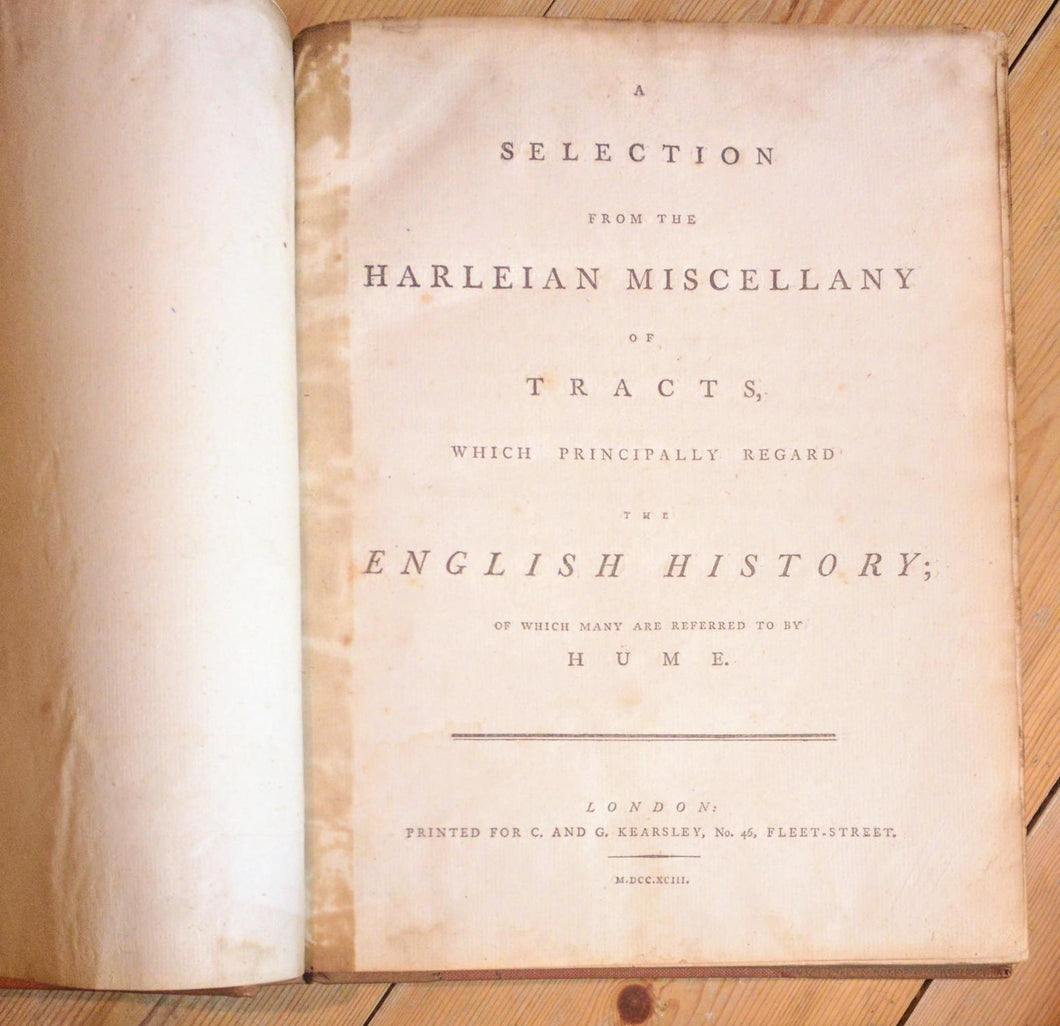 A
SELECTION
FROM THE
HARLEIAN MISCELLANY
OF
TRACTS,
WHICH PRINCIPALLY REGARD
THE
ENGLISH HISTORY;
OF WHICH MANY ARE REFERRED TO BY
HUME.
LONDON:
PRINTED FOR C. AND G. KEARSLEY, No. 46, FLEET-STREET.
M.DCC.XCIII.